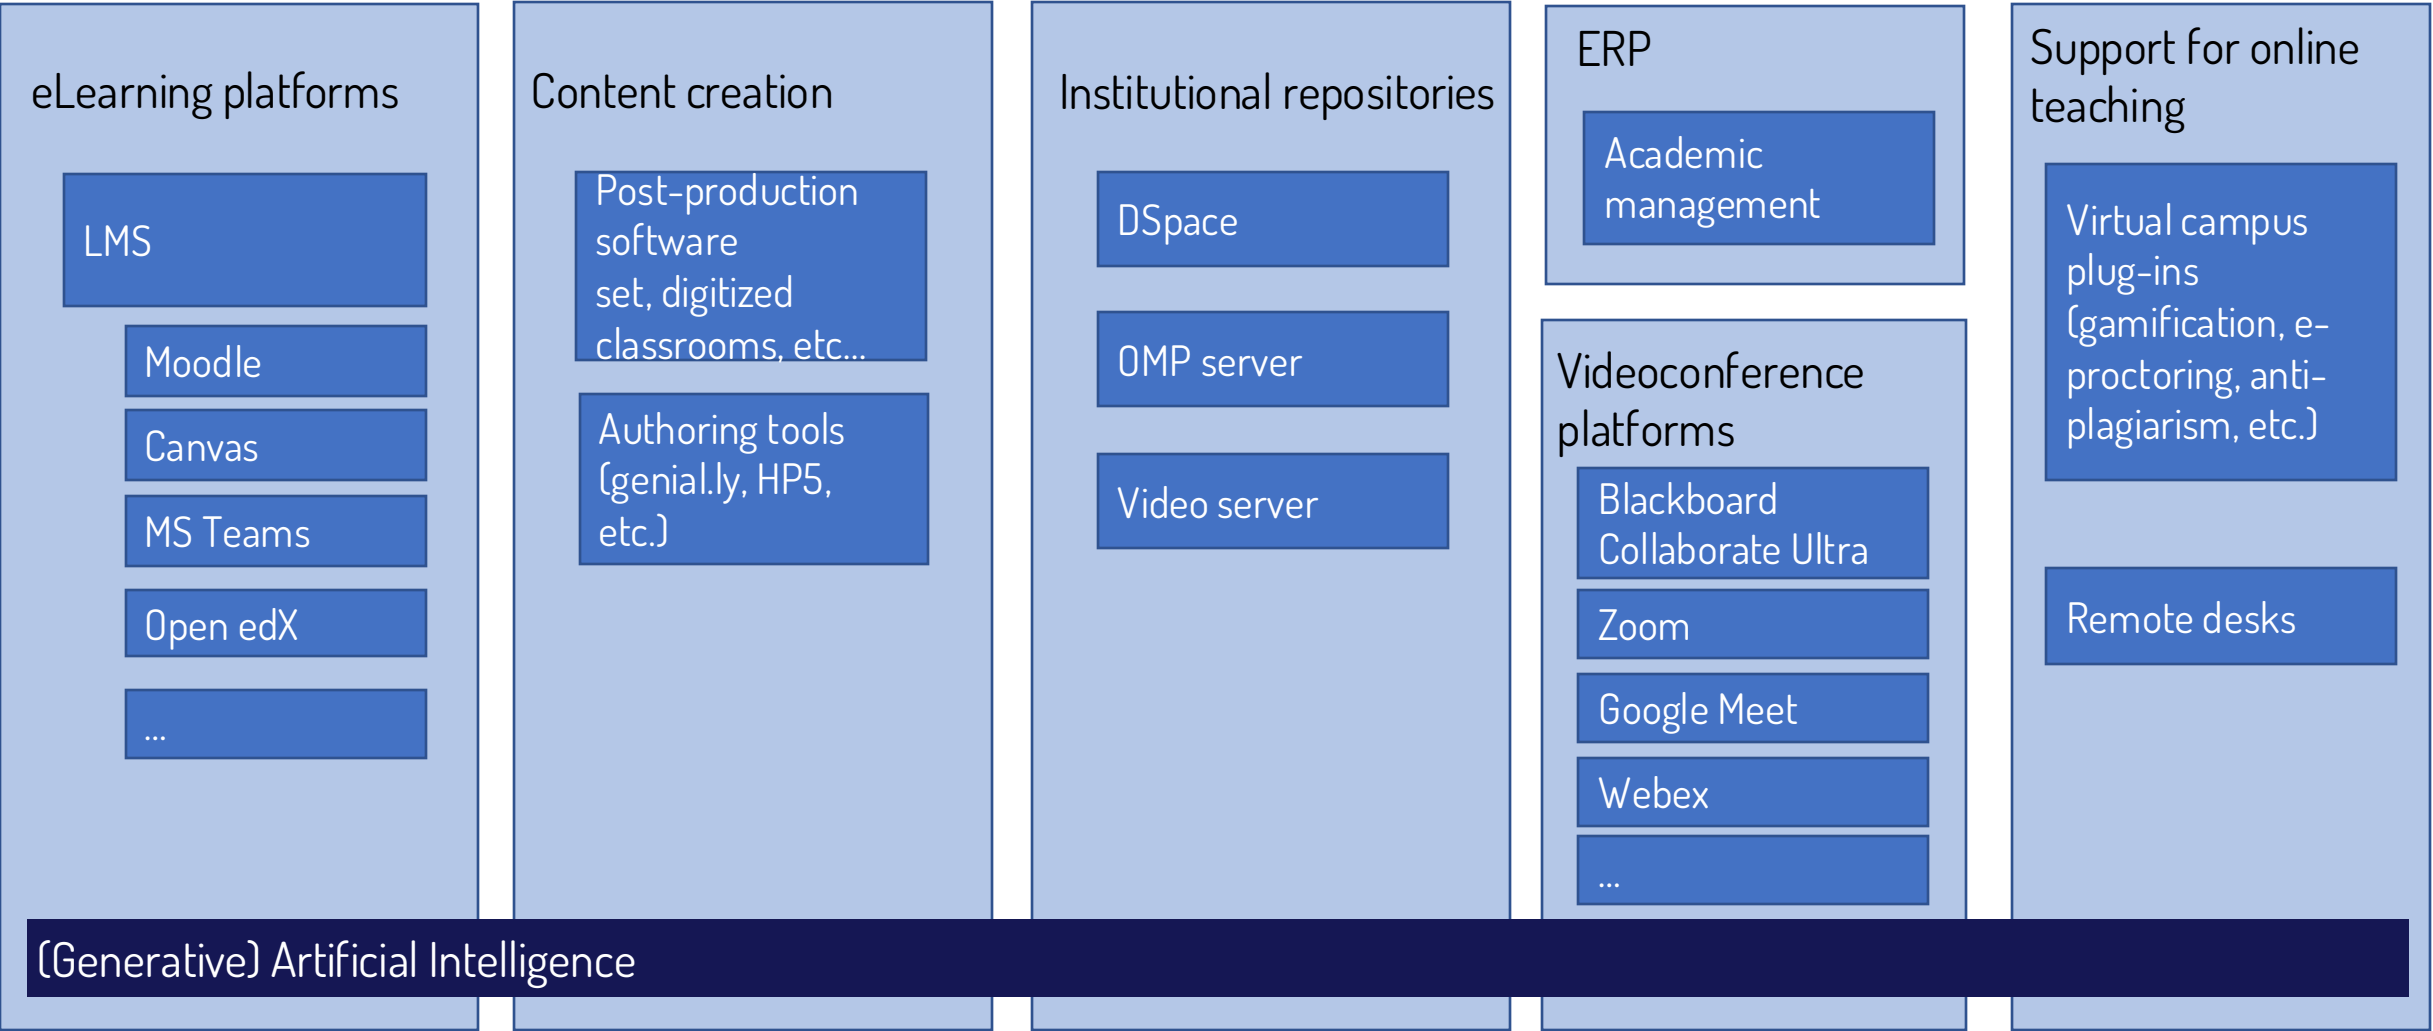 eLearning platforms
LMS
Moodle
Canvas
MS Teams
Open edX
...
Content creation
Post-production
software
set, digitized
classrooms, etc...
Authoring tools
(genial.ly, HP5,
etc.)
Institutional repositories
DSpace
OMP server
Video server
ERP
Academic
management
Videoconference
platforms
Blackboard
Collaborate Ultra
Zoom
Google Meet
Webex
...
Support for online
teaching
Virtual campus
plug-ins
(gamification, e-
proctoring, anti-
plagiarism, etc.)
Remote desks
(Generative) Artificial Intelligence